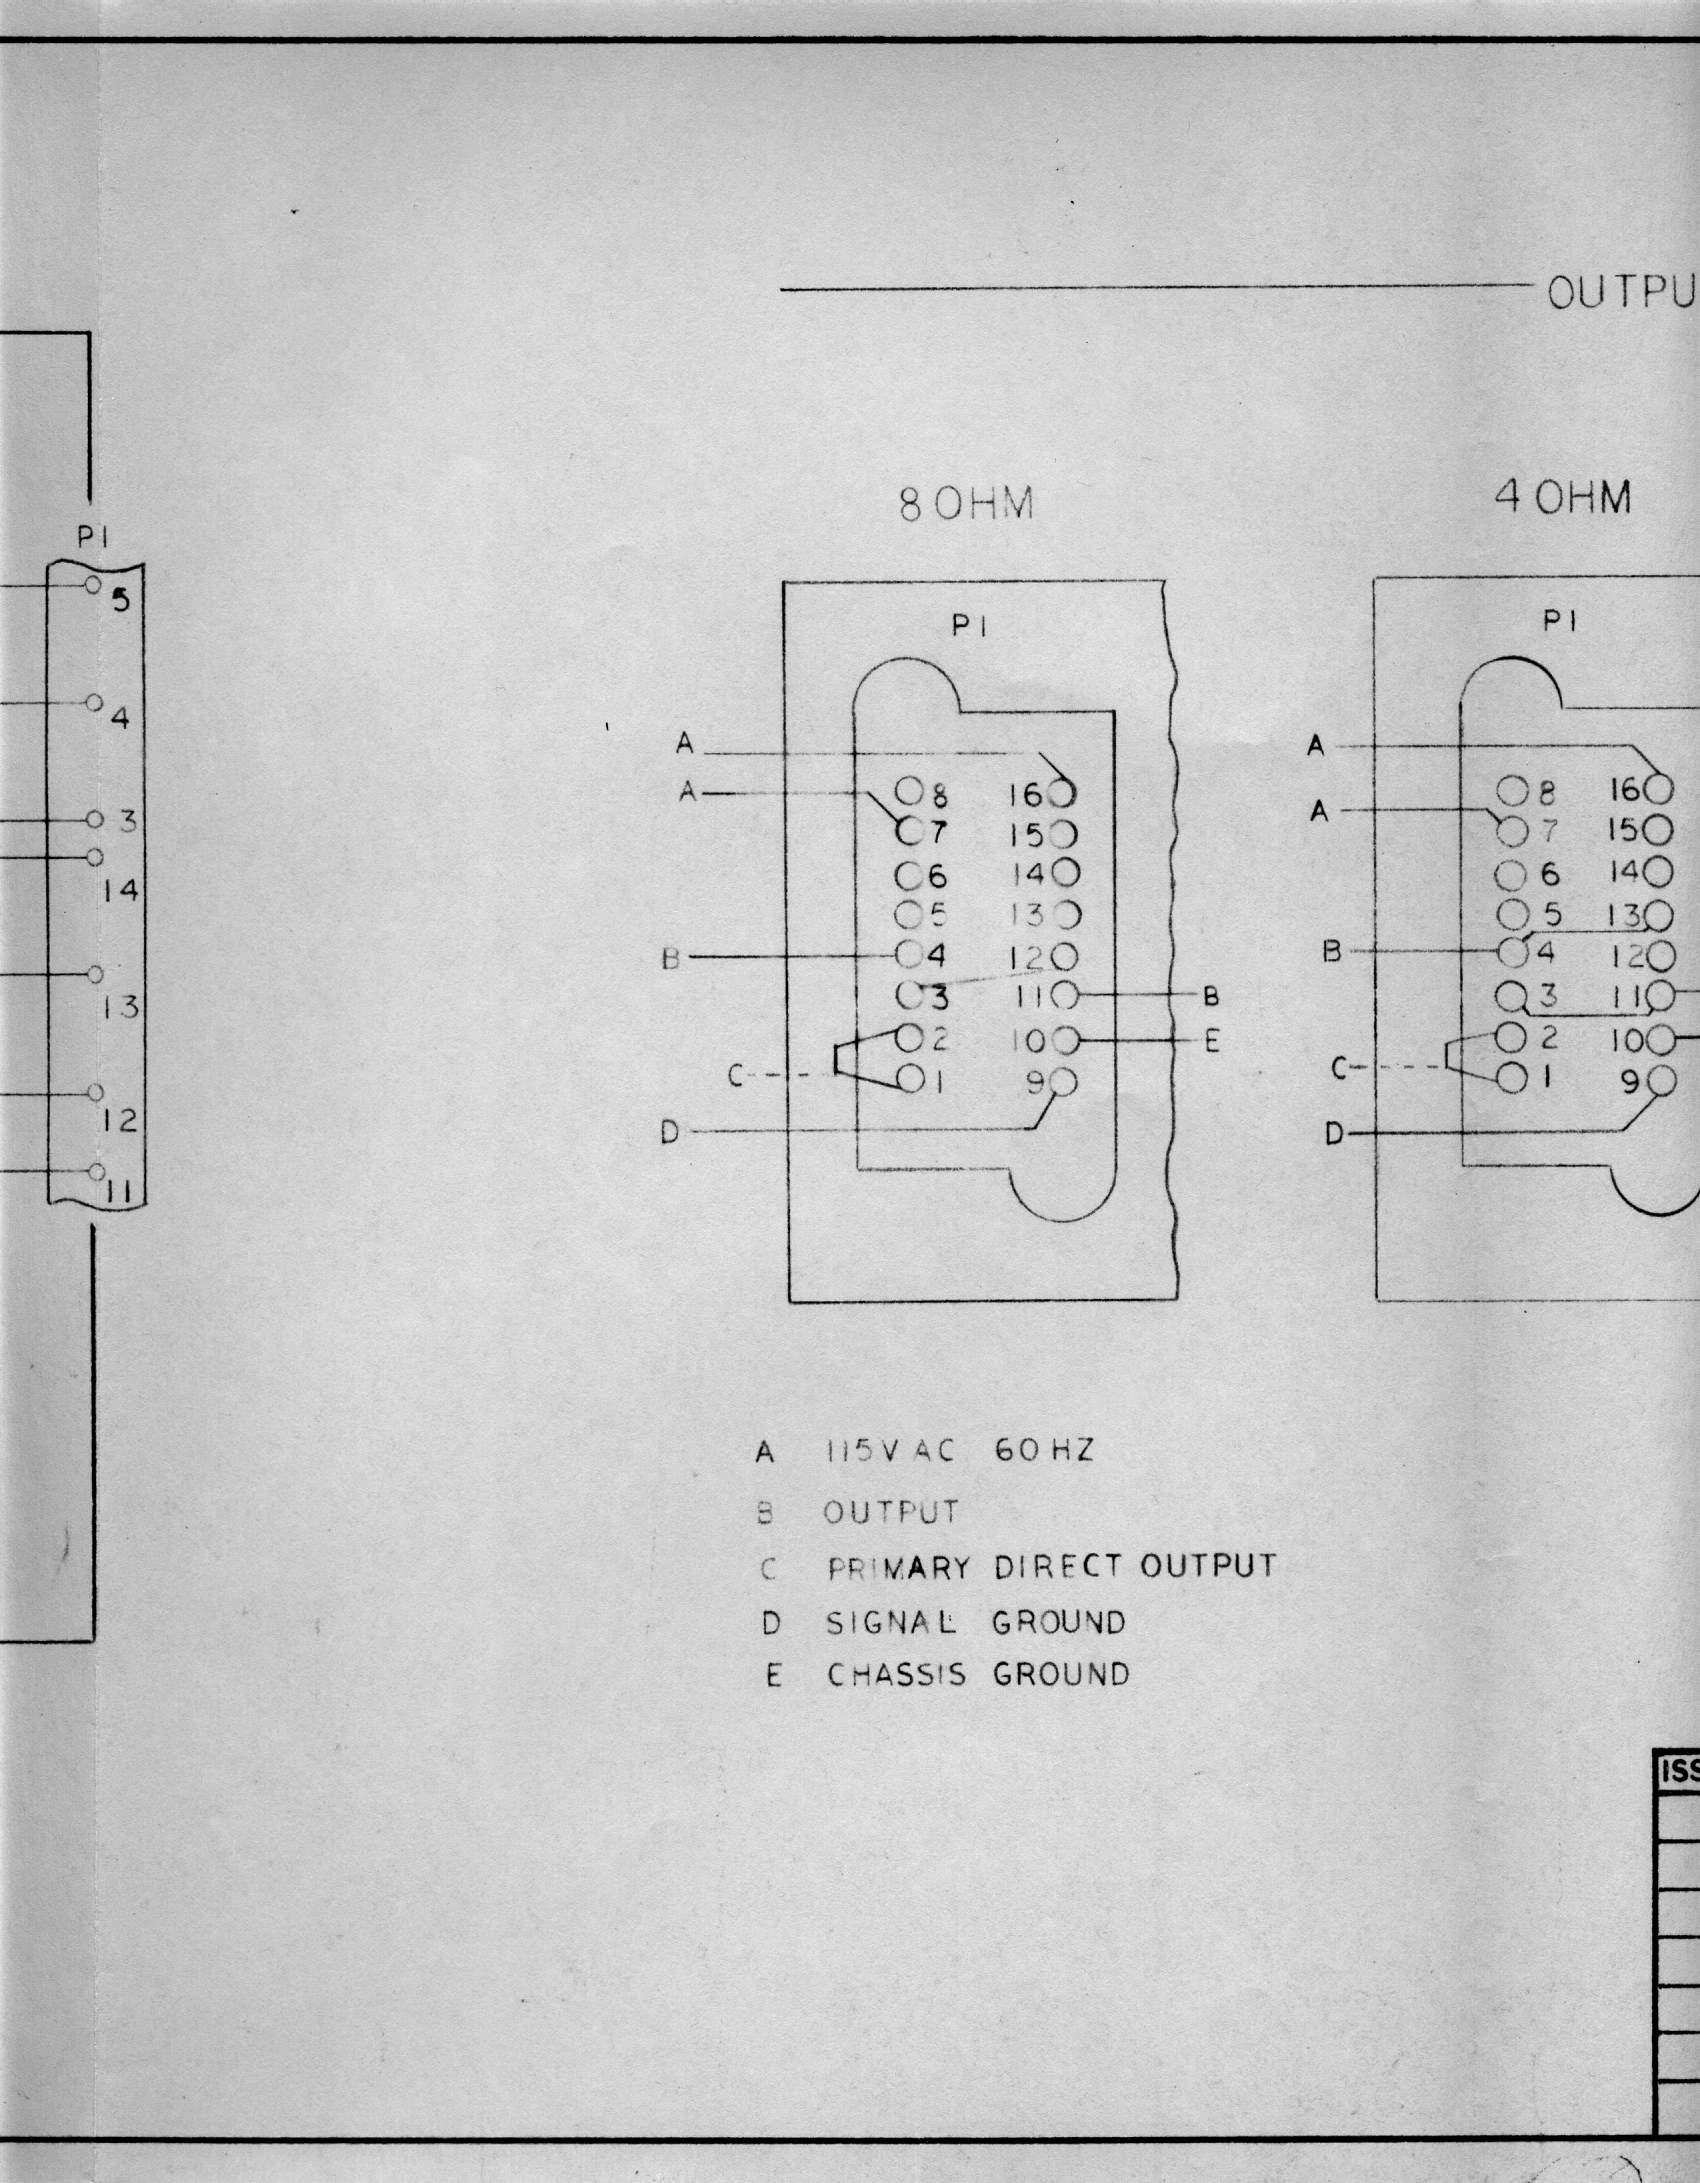 OUTPU
8 OHM
4 OHM
P1
5
4
3
14
13
12
11
P1
A
A
8 16
7 15
6 14
5 13
B 4 12
3 11 B
2 10 E
C 1 9
D
P1
A
A
8 16
7 15
6 14
5 13
B 4 12
3 11
2 10
C 1 9
D
A 115V AC 60 HZ
B OUTPUT
C PRIMARY DIRECT OUTPUT
D SIGNAL GROUND
E CHASSIS GROUND
ISS